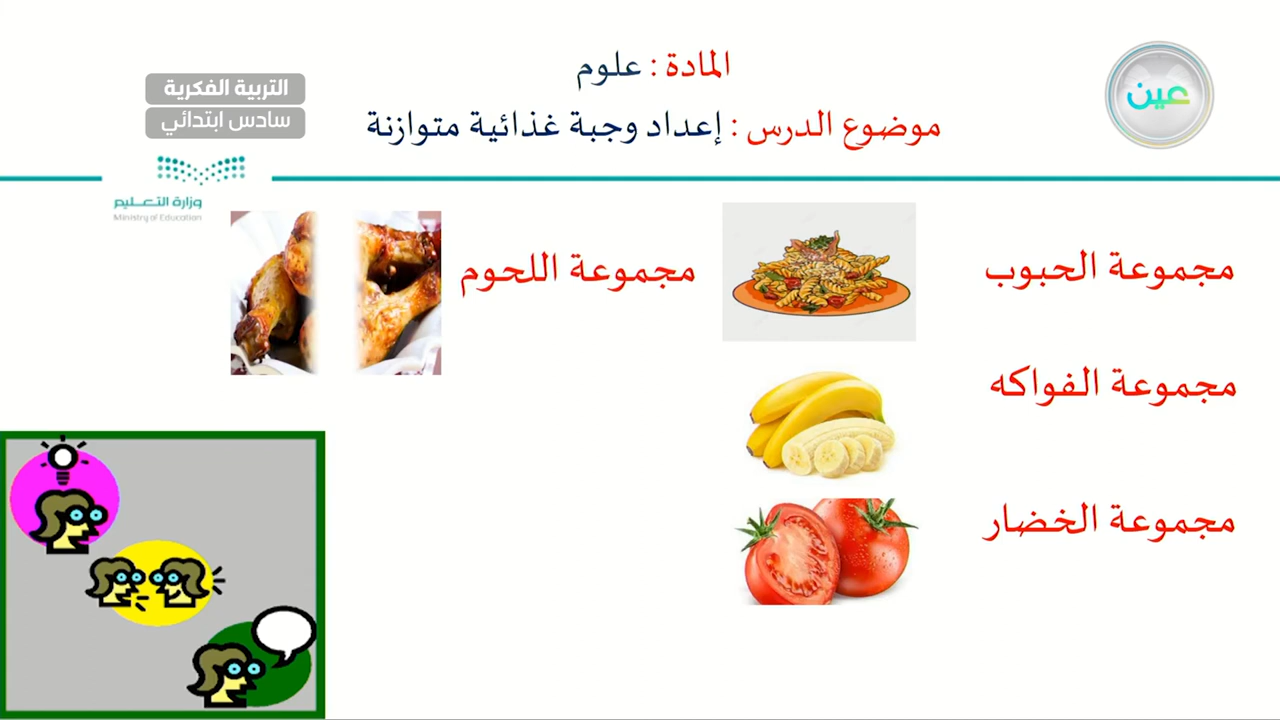 المادة : علوم
موضوع الدرس : إعداد وجبة غذائية متوازنة
عين
التربية الفكرية
سادس ابتدائي
وزارة التعليم
Ministry of Education
مجموعة الحبوب
مجموعة اللحوم
مجموعة الفواكه
مجموعة الخضار